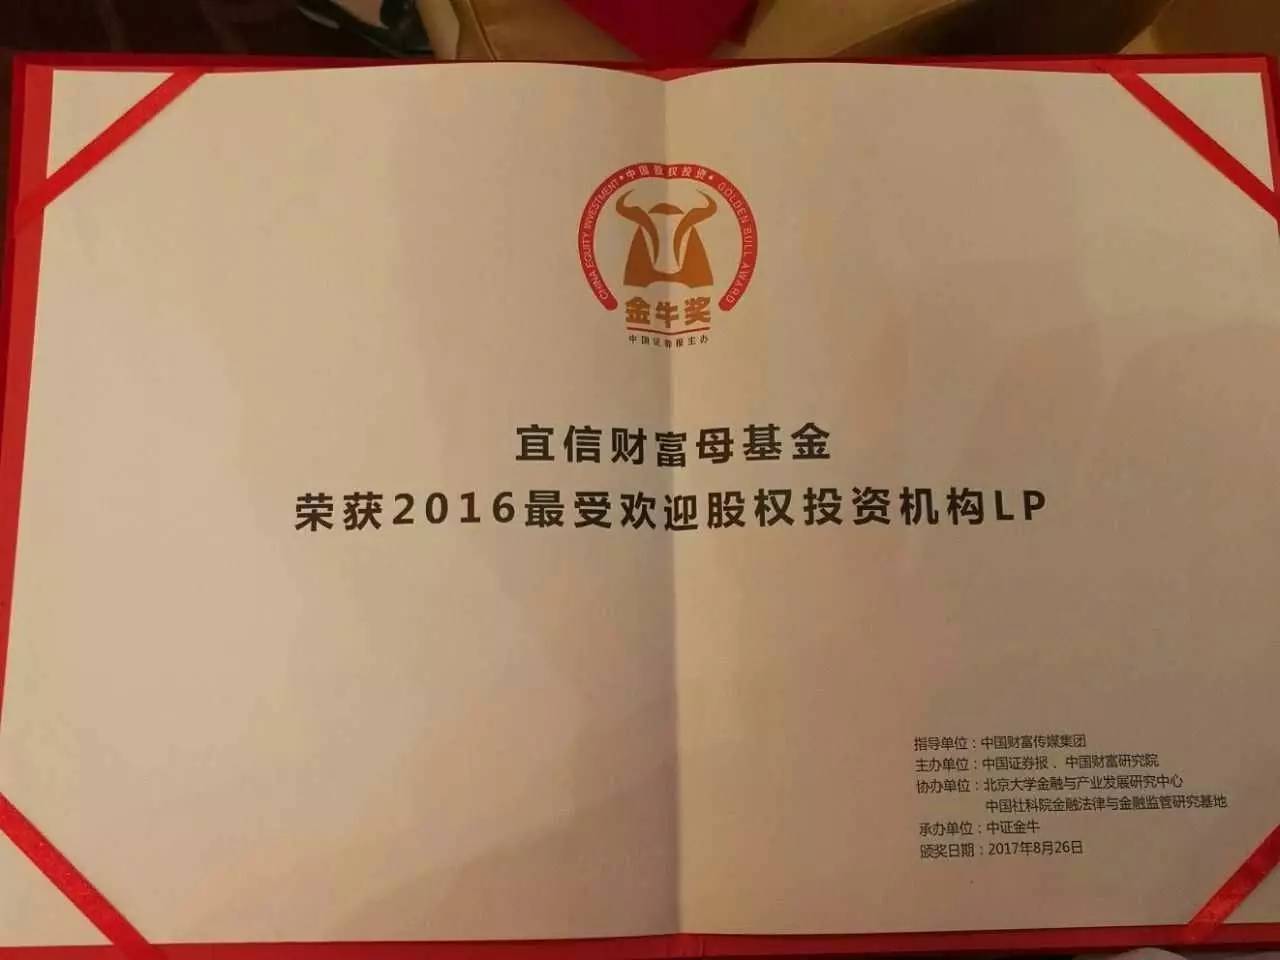 CHINA EQUITY INVESTMENT • 中国股权投资 • GOLDEN BULL AWARD
金牛奖
中国证券报主办
宜信财富母基金
荣获2016最受欢迎股权投资机构LP
指导单位：中国财富传媒集团
主办单位：中国证券报 、中国财富研究院
协办单位：北京大学金融与产业发展研究中心
中国社科院金融法律与金融监管研究基地
承办单位：中证金牛
颁奖日期：2017年8月26日